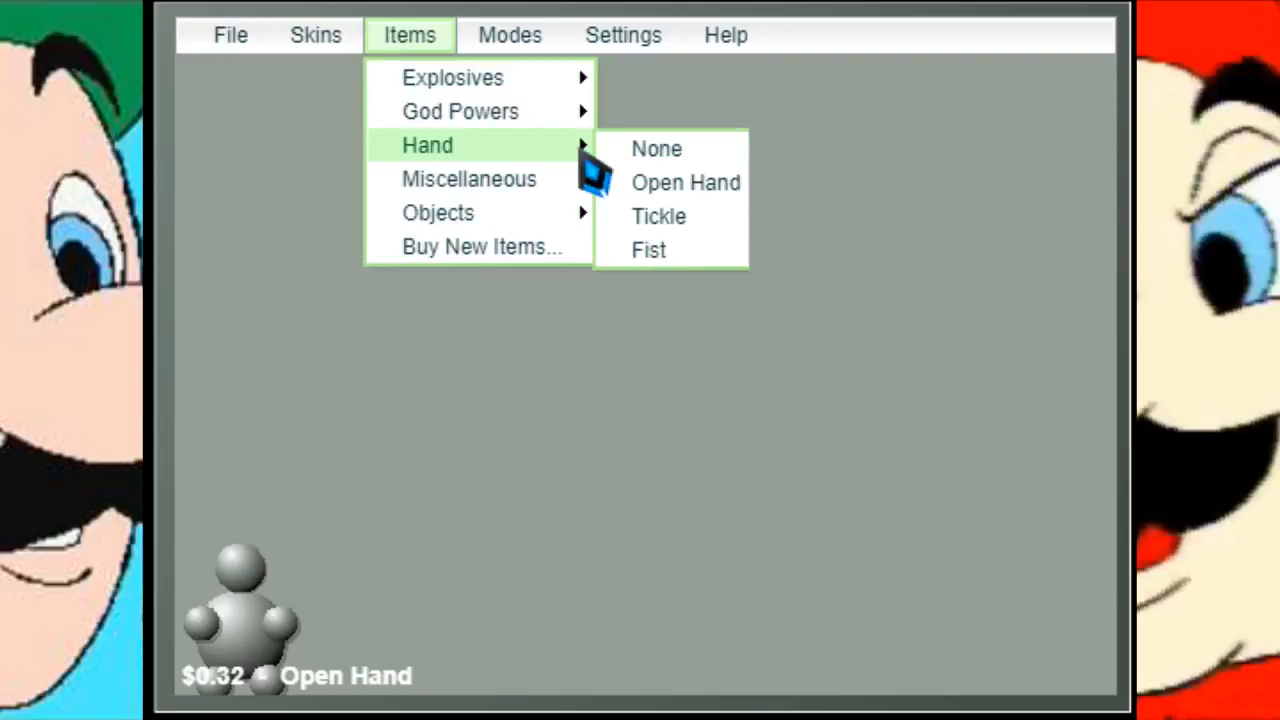 File Skins Items Modes Settings Help
Explosives
God Powers
Hand
Miscellaneous
Objects
Buy New Items...
None
Open Hand
Tickle
Fist
$0.32 - Open Hand